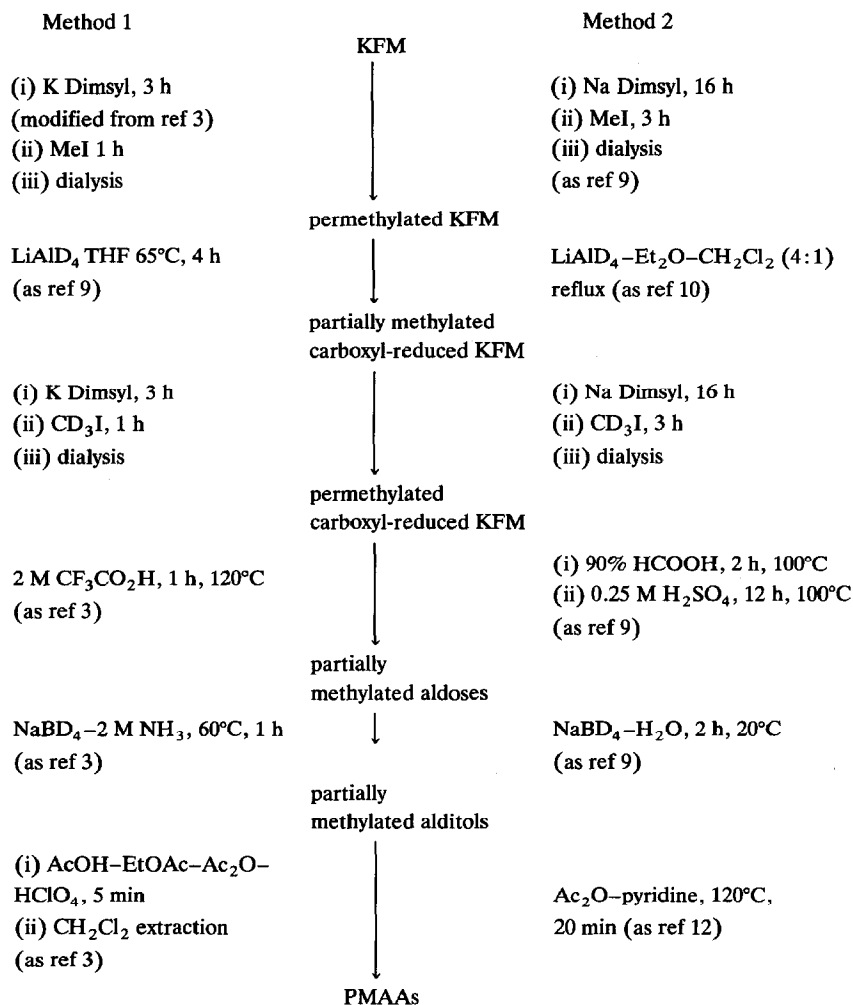 Method 1
Method 2
KFM
(i) K Dimsyl, 3 h
(modified from ref 3)
(ii) MeI 1 h
(iii) dialysis
(i) Na Dimsyl, 16 h
(ii) MeI, 3 h
(iii) dialysis
(as ref 9)
permethylated KFM
LiAlD₄ THF 65°C, 4 h
(as ref 9)
LiAlD₄–Et₂O–CH₂Cl₂ (4:1)
reflux (as ref 10)
partially methylated
carboxyl-reduced KFM
(i) K Dimsyl, 3 h
(ii) CD₃I, 1 h
(iii) dialysis
(i) Na Dimsyl, 16 h
(ii) CD₃I, 3 h
(iii) dialysis
permethylated
carboxyl-reduced KFM
2 M CF₃CO₂H, 1 h, 120°C
(as ref 3)
(i) 90% HCOOH, 2 h, 100°C
(ii) 0.25 M H₂SO₄, 12 h, 100°C
(as ref 9)
partially
methylated aldoses
NaBD₄–2 M NH₃, 60°C, 1 h
(as ref 3)
NaBD₄–H₂O, 2 h, 20°C
(as ref 9)
partially
methylated alditols
(i) AcOH–EtOAc–Ac₂O–
HClO₄, 5 min
(ii) CH₂Cl₂ extraction
(as ref 3)
Ac₂O–pyridine, 120°C,
20 min (as ref 12)
PMAAs